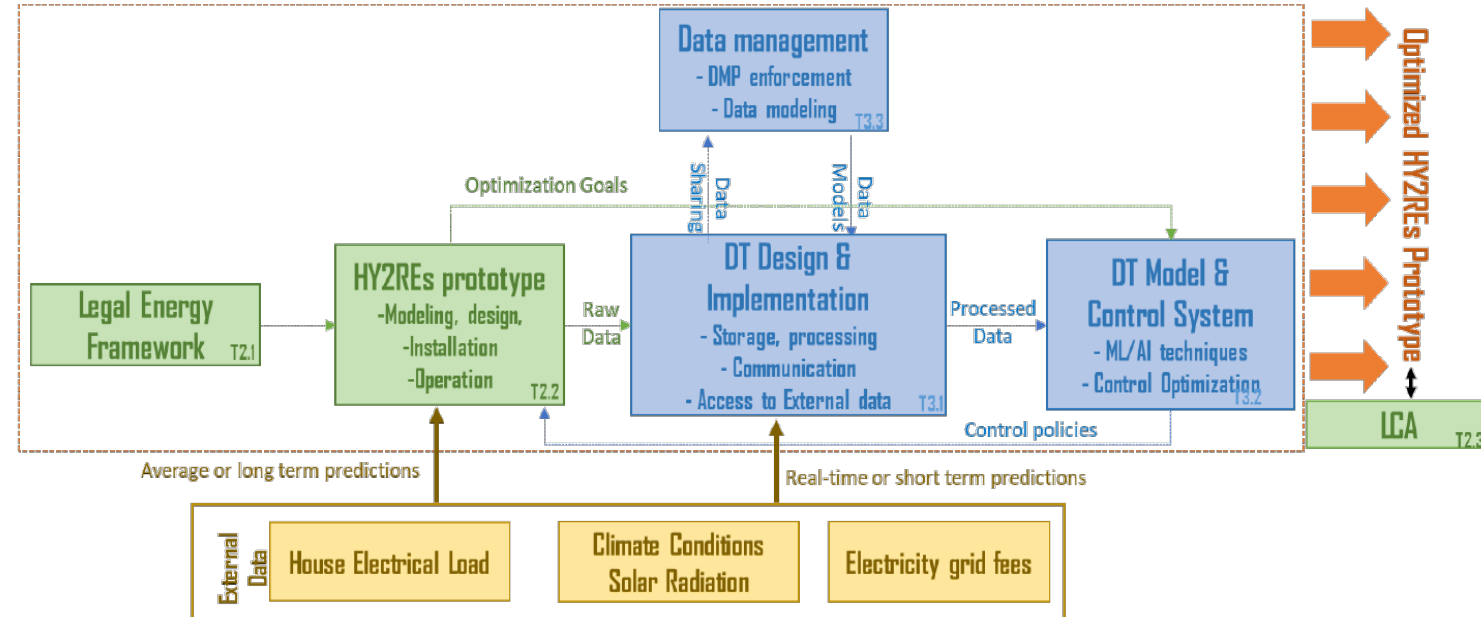 Data management
- DMP enforcement
- Data modeling
T3.3
Optimization Goals
Data
Sharing
Data
Models
Legal Energy
Framework
T2.1
HY2REs prototype
-Modeling, design,
-Installation
-Operation
T2.2
Raw
Data
DT Design &
Implementation
- Storage, processing
- Communication
- Access to External data
T3.1
Processed
Data
DT Model &
Control System
- ML/AI techniques
- Control Optimization
T3.2
Control policies
Optimized HY2REs Prototype
LCA
T2.3
Average or long term predictions
Real-time or short term predictions
External
Data
House Electrical Load
Climate Conditions
Solar Radiation
Electricity grid fees